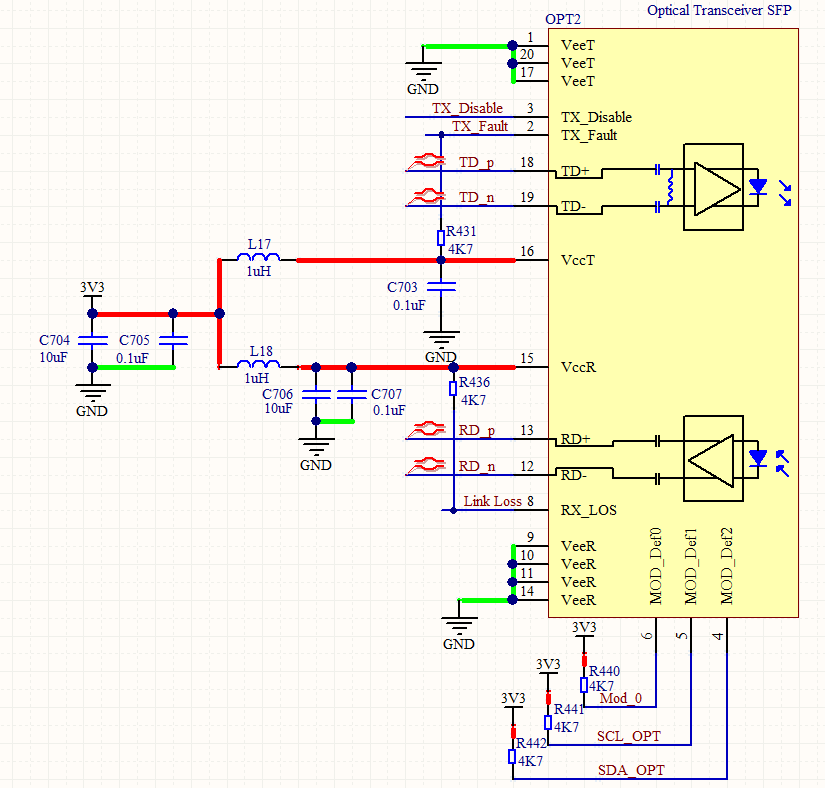 Optical Transceiver SFP
OPT2
1 VeeT
20 VeeT
17 VeeT
GND
TX_Disable 3 TX_Disable
TX_Fault 2 TX_Fault
TD_p 18 TD+
TD_n 19 TD-
R431
4K7
16 VccT
L17
1uH
C703
0.1uF
GND
3V3
C704
10uF
C705
0.1uF
GND
L18
1uH
15 VccR
C706
10uF
C707
0.1uF
GND
R436
4K7
RD_p 13 RD+
RD_n 12 RD-
Link Loss 8 RX_LOS
9 VeeR
10 VeeR
11 VeeR
14 VeeR
GND
MOD_Def0
MOD_Def1
MOD_Def2
6
5
4
3V3
R440
4K7
Mod_0
3V3
R441
4K7
SCL_OPT
3V3
R442
4K7
SDA_OPT